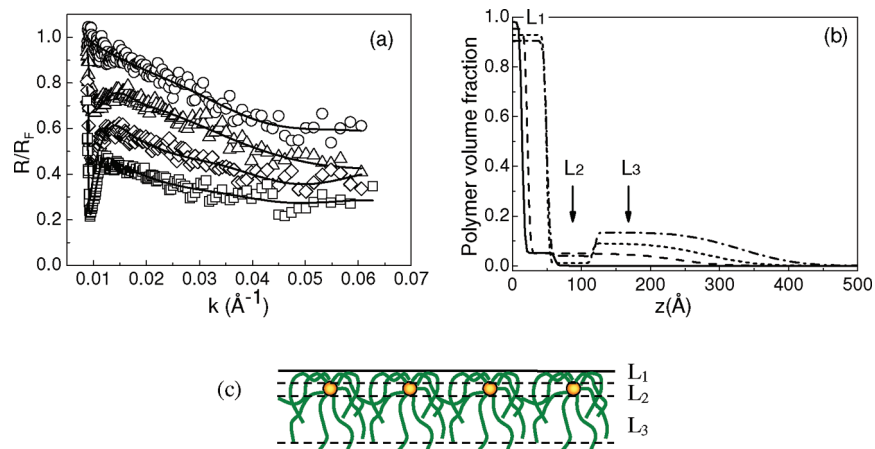 (a)
R/R_F
1.0
0.8
0.6
0.4
0.2
0.0
0.01 0.02 0.03 0.04 0.05 0.06 0.07
k (Å⁻¹)
(b)
Polymer volume fraction
L₁
L₂ L₃
1.0
0.8
0.6
0.4
0.2
0.0
0 100 200 300 400 500
z(Å)
(c)
L₁
L₂
L₃